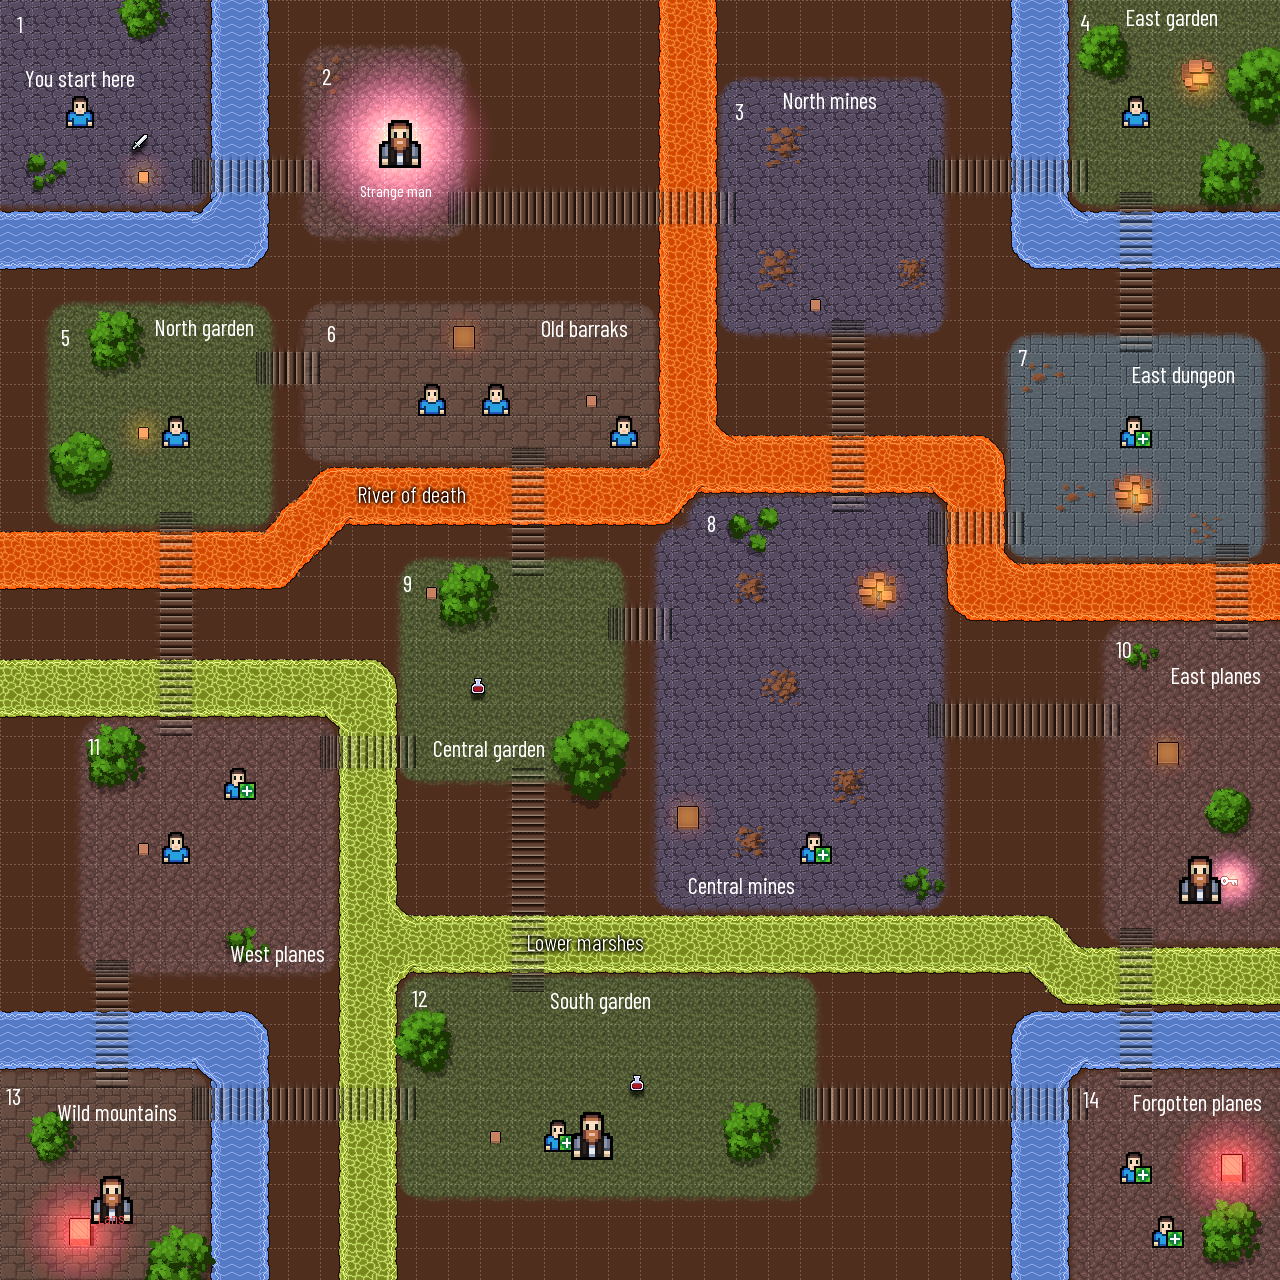 1
You start here
2
Strange man
3
North mines
4
East garden
5
North garden
6
Old barraks
7
East dungeon
River of death
8
9
Central garden
10
East planes
11
West planes
Central mines
Lower marshes
12
South garden
13
Wild mountains
14
Forgotten planes